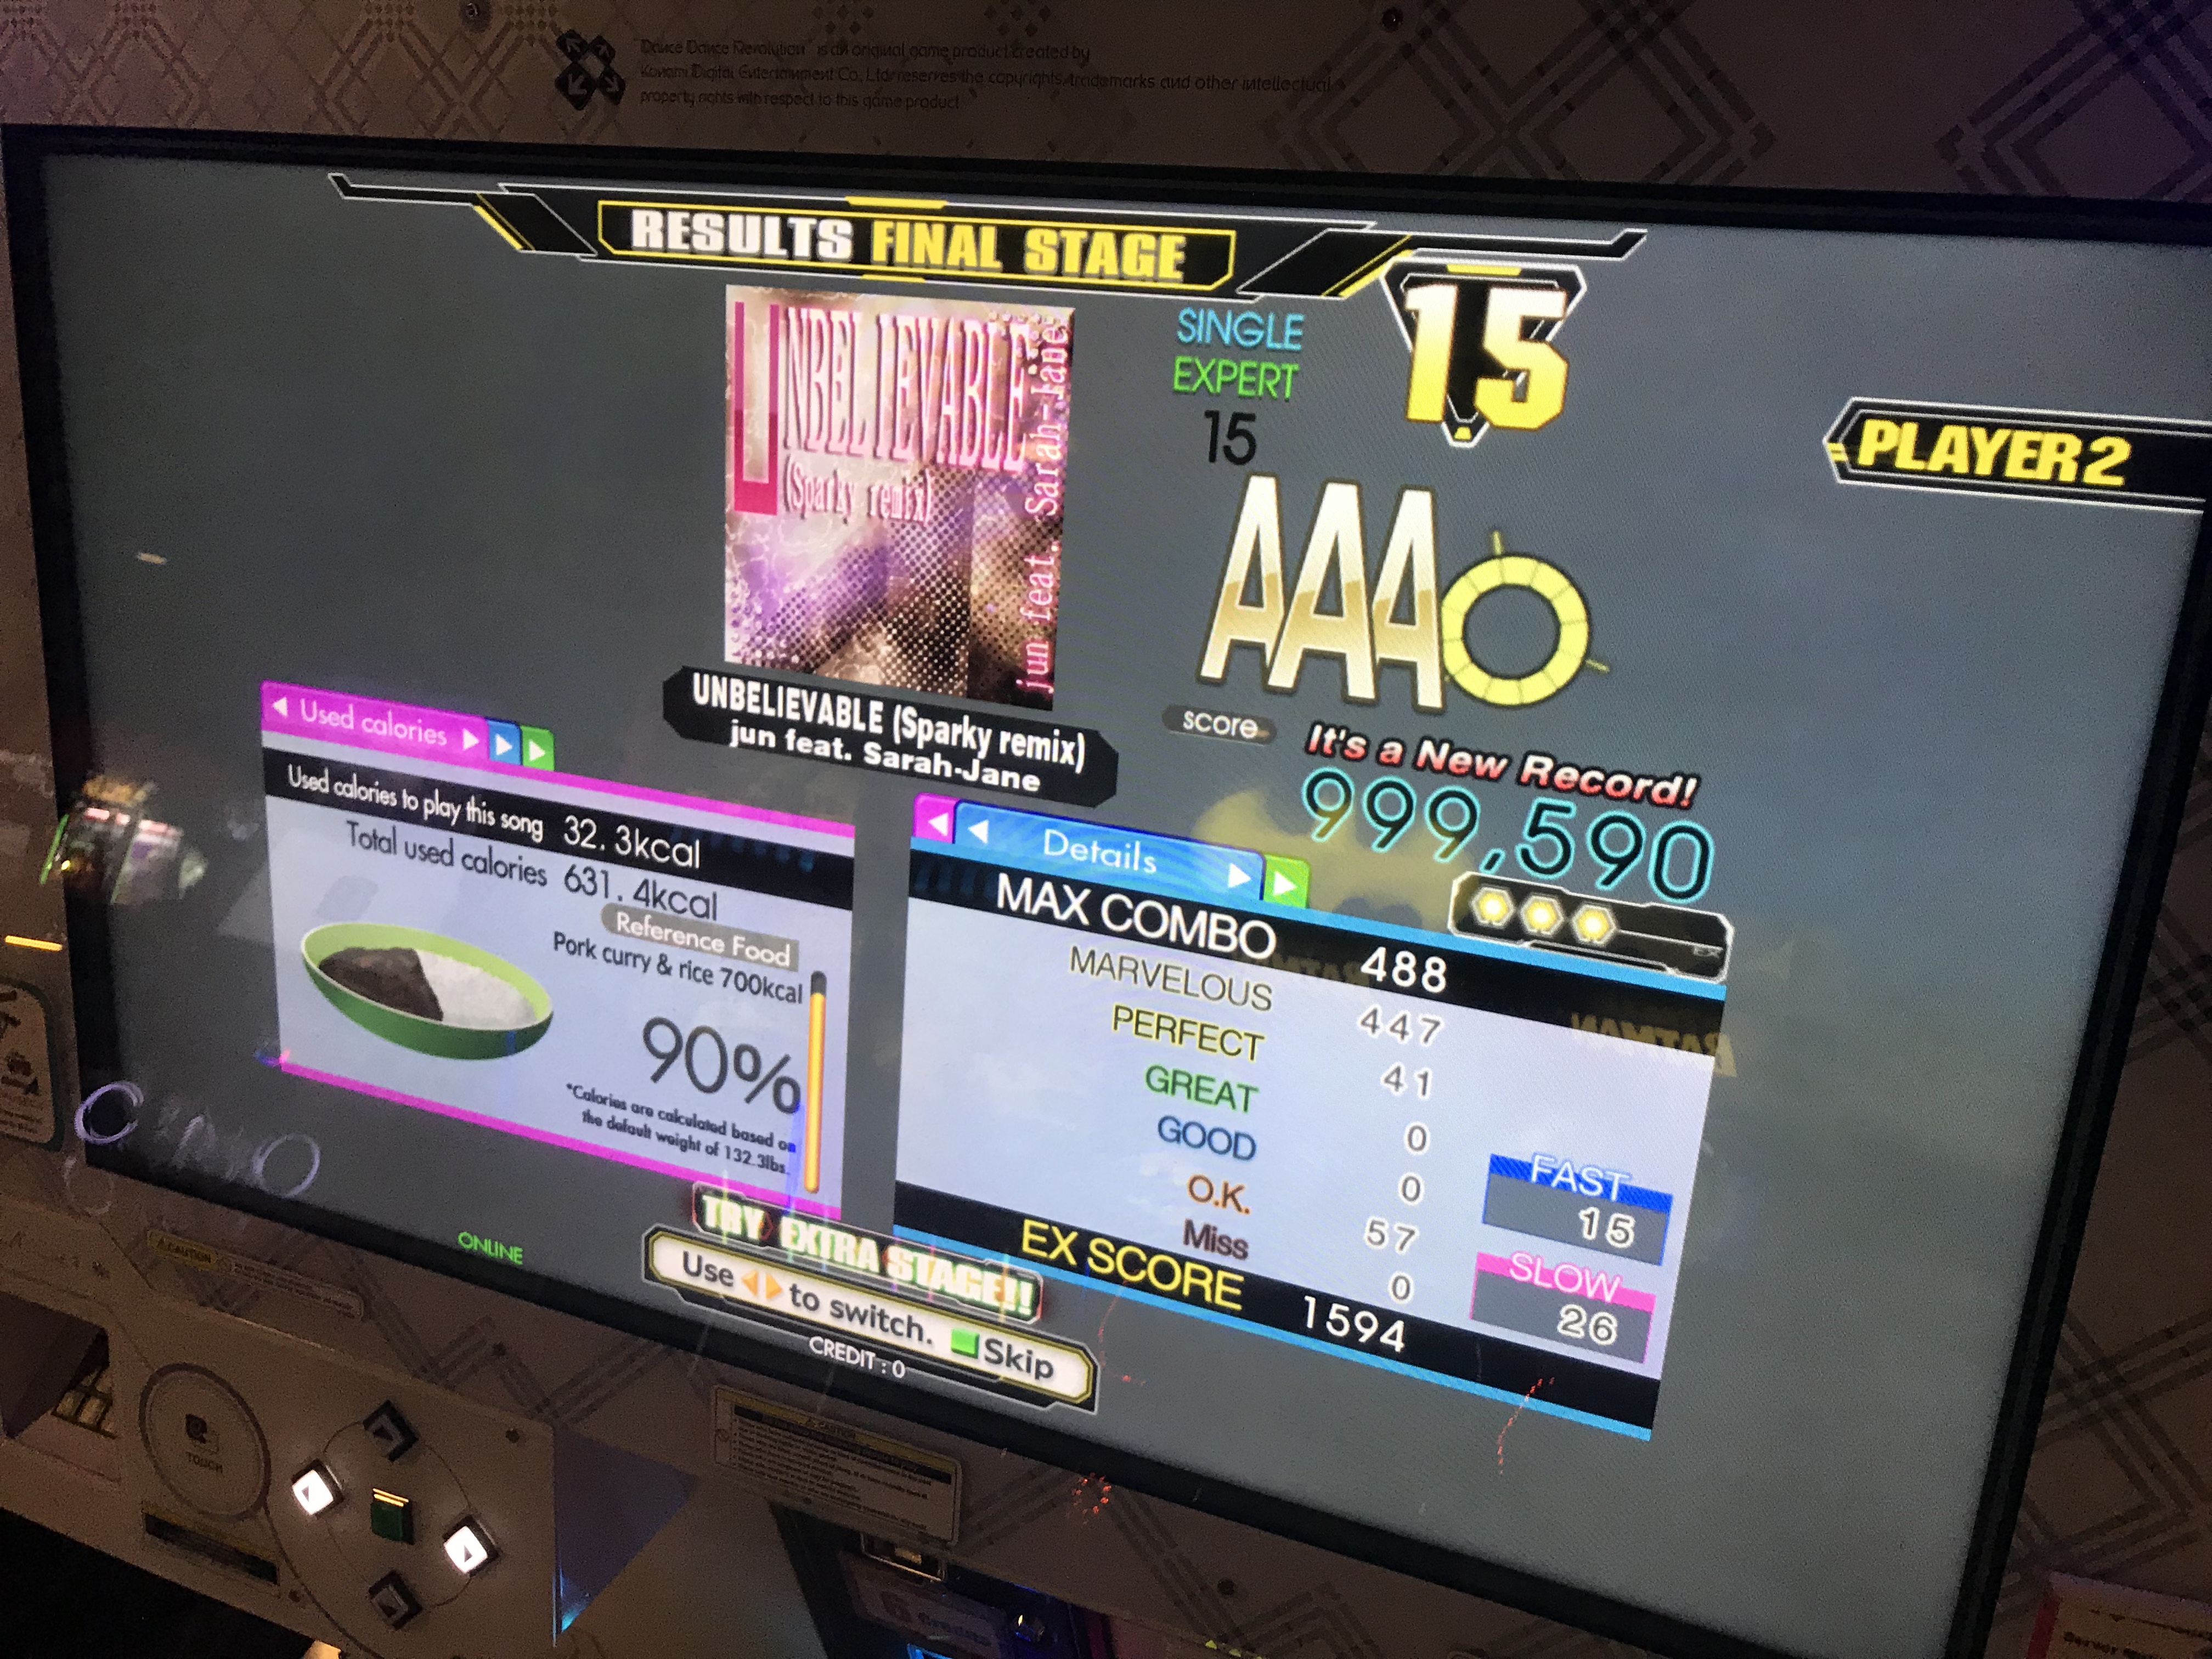 "Dance Dance Revolution" is an original game product created by
Konami Digital Entertainment Co., Ltd. reserves the copyrights, trademarks and other intellectual
property rights with respect to this game product.
RESULTS FINAL STAGE
UNBELIEVABLE
(Sparky remix)
jun feat. Sarah-Jane
SINGLE
EXPERT
15
15
PLAYER2
AAA
UNBELIEVABLE (Sparky remix)
jun feat. Sarah-Jane
score
It's a New Record!
999,590
Used calories
Used calories to play this song 32.3kcal
Total used calories 631.4kcal
Reference Food
Pork curry & rice 700kcal
90%
*Calories are calculated based on
the default weight of 132.3lbs.
Details
MAX COMBO 488
MARVELOUS 447
PERFECT 41
GREAT 0
GOOD 0
O.K. 57
Miss 0
EX SCORE 1594
FAST
15
SLOW
26
EX
ONLINE
TRY EXTRA STAGE!!
Use to switch. Skip
CREDIT : 0
TOUCH
CAUTION
CAUTION